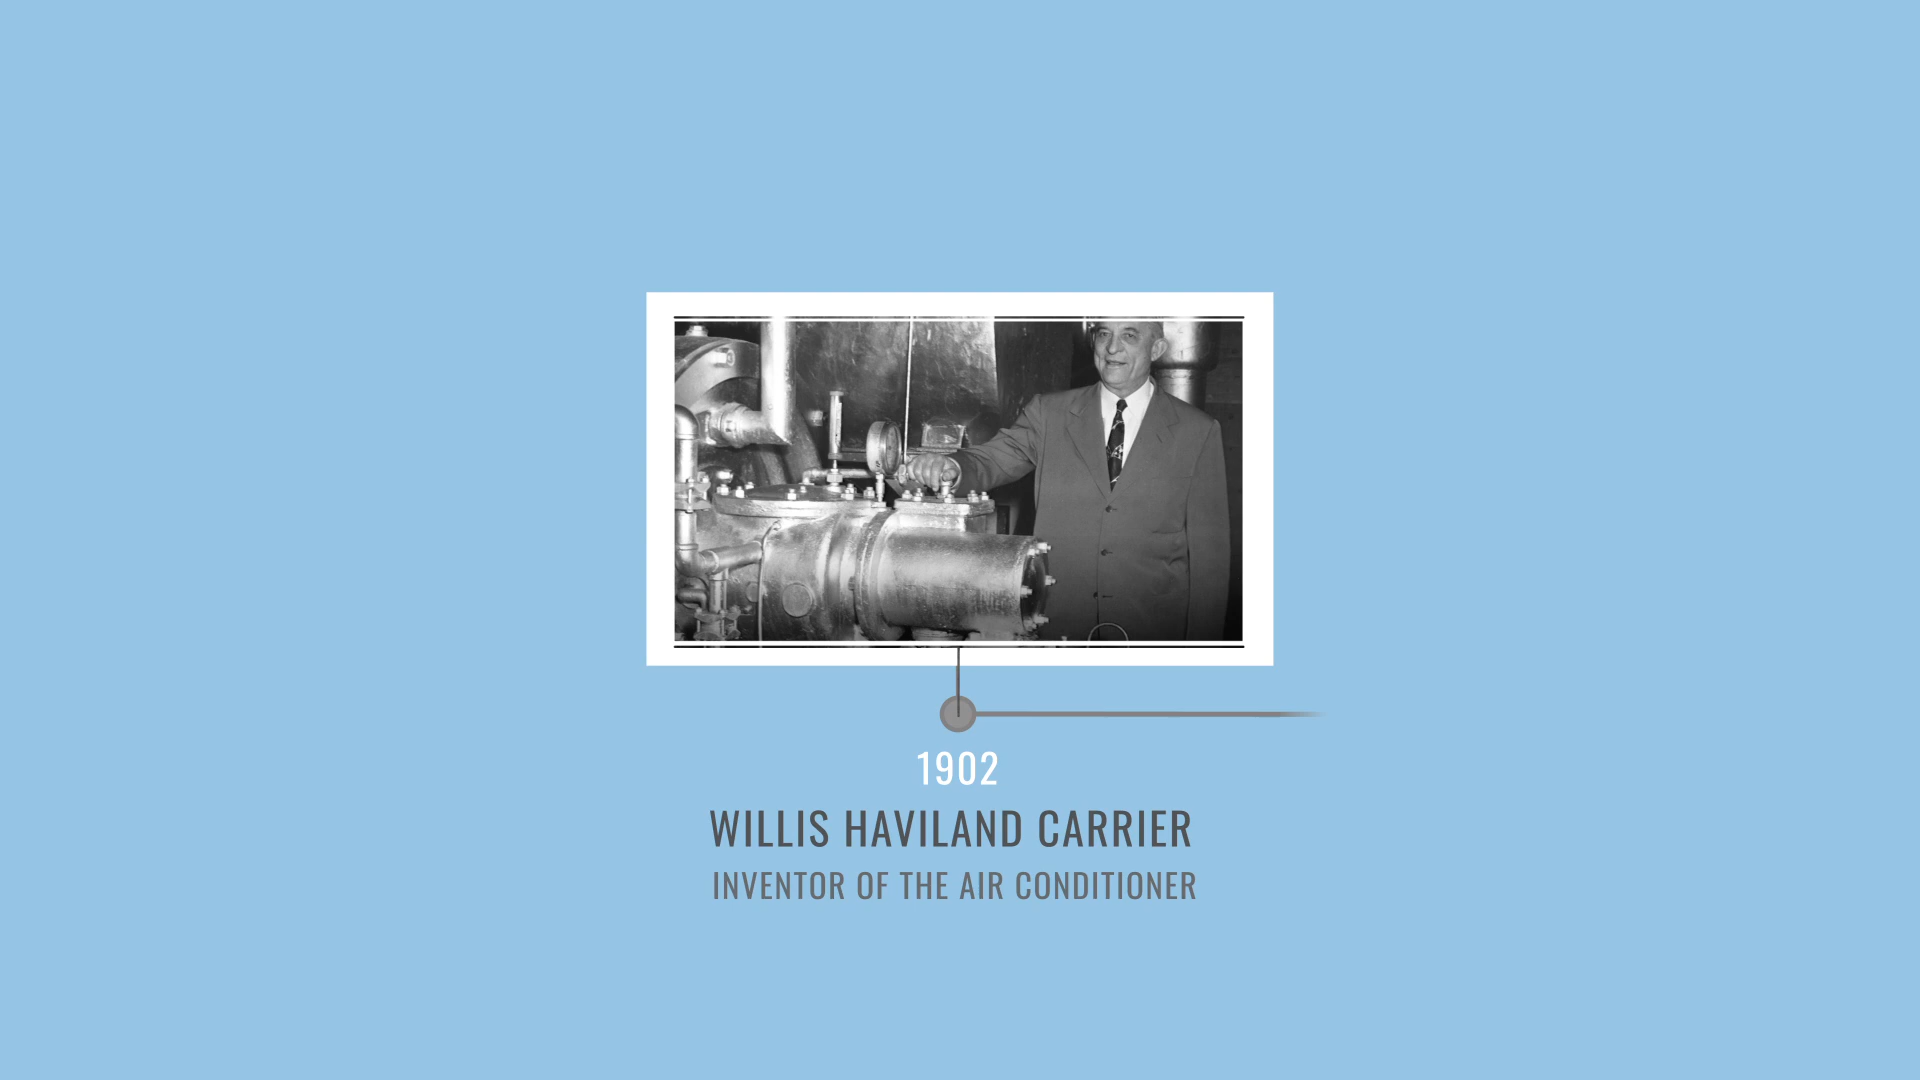 1902
WILLIS HAVILAND CARRIER
INVENTOR OF THE AIR CONDITIONER